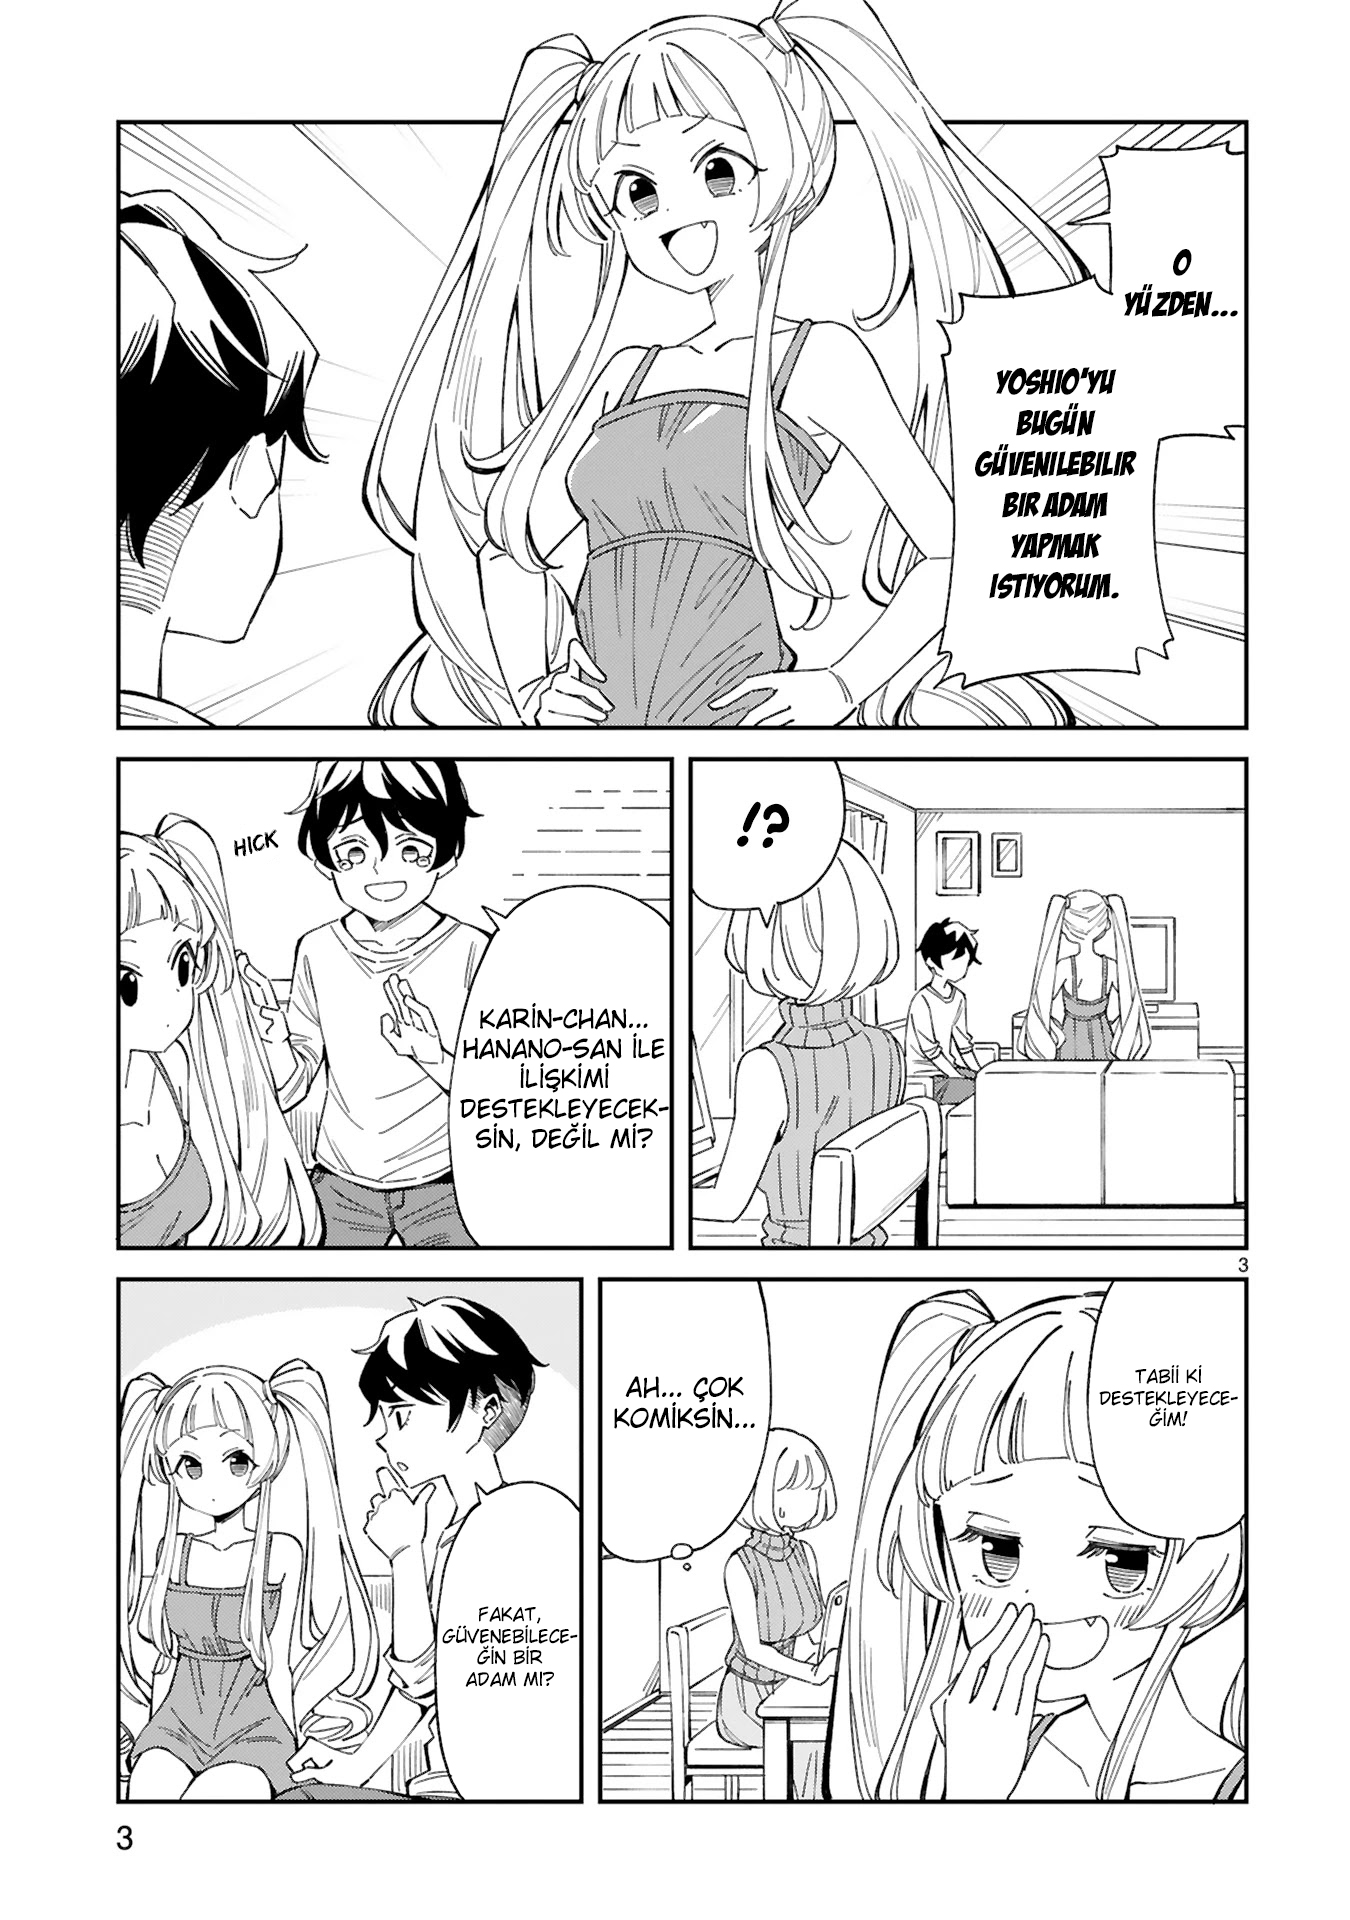 O
YÜZDEN...
YOSHIO'YU
BUGÜN
GÜVENILEBILIR
BIR ADAM
YAPMAK
ISTIYORUM.
!?
HICK
KARİN-CHAN...
HANANO-SAN İLE
İLİŞKİMİ
DESTEKLEYECEK-
SİN, DEĞİL Mİ?
3
TABİİ Kİ
DESTEKLEYECE-
ĞİM!
AH... ÇOK
KOMİKSİN...
FAKAT,
GÜVENEBİLECE-
ĞİN BİR
ADAM MI?
3